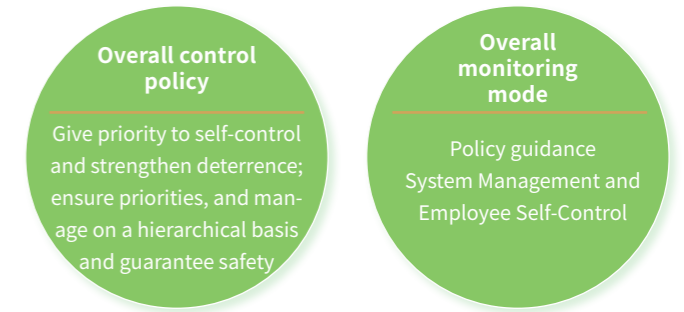 Overall control
policy
Give priority to self-control
and strengthen deterrence;
ensure priorities, and man-
age on a hierarchical basis
and guarantee safety
Overall
monitoring
mode
Policy guidance
System Management and
Employee Self-Control